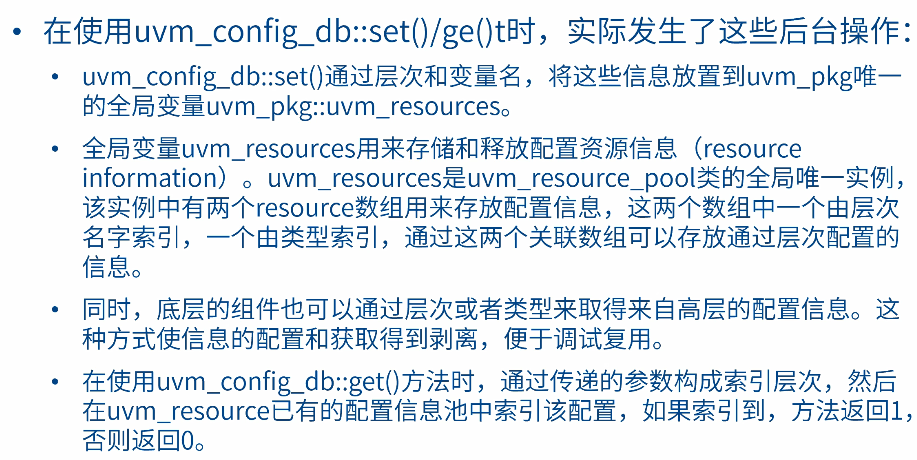 • 在使用uvm_config_db::set()/ge()t时，实际发生了这些后台操作：
• uvm_config_db::set()通过层次和变量名，将这些信息放置到uvm_pkg唯一
的全局变量uvm_pkg::uvm_resources。
• 全局变量uvm_resources用来存储和释放配置资源信息（resource
information）。uvm_resources是uvm_resource_pool类的全局唯一实例，
该实例中有两个resource数组用来存放配置信息，这两个数组中一个由层次
名字索引，一个由类型索引，通过这两个关联数组可以存放通过层次配置的
信息。
• 同时，底层的组件也可以通过层次或者类型来取得来自高层的配置信息。这
种方式使信息的配置和获取得到剥离，便于调试复用。
• 在使用uvm_config_db::get()方法时，通过传递的参数构成索引层次，然后
在uvm_resource已有的配置信息池中索引该配置，如果索引到，方法返回1，
否则返回0。